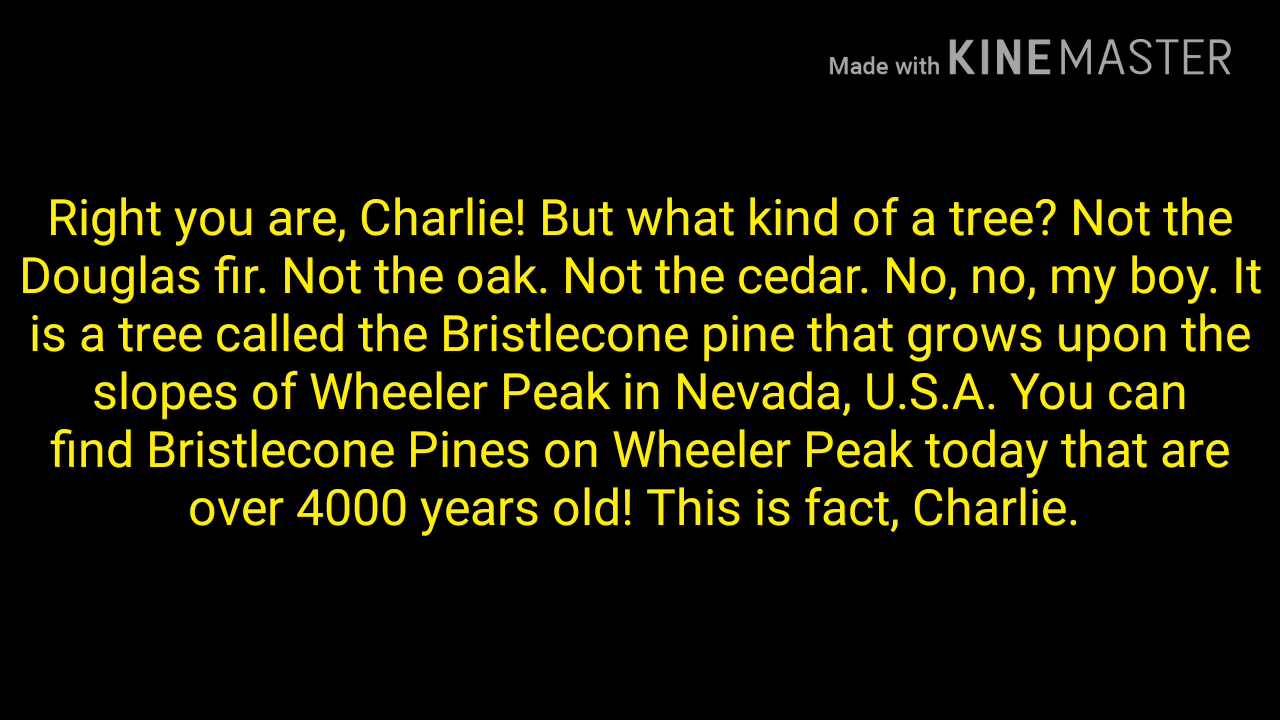 Made with KINEMASTER
Right you are, Charlie! But what kind of a tree? Not the
Douglas fir. Not the oak. Not the cedar. No, no, my boy. It
is a tree called the Bristlecone pine that grows upon the
slopes of Wheeler Peak in Nevada, U.S.A. You can
find Bristlecone Pines on Wheeler Peak today that are
over 4000 years old! This is fact, Charlie.